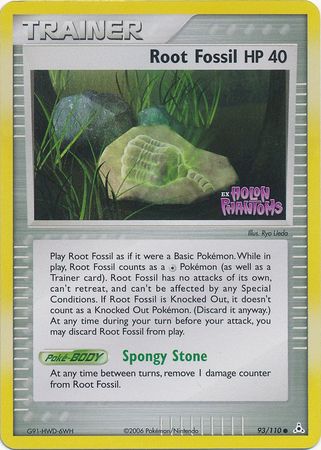 TRAINER
Root Fossil HP 40
EX HOLON
PHANTOMS
Illus. Ryo Ueda
Play Root Fossil as if it were a Basic Pokémon. While in
play, Root Fossil counts as a Pokémon (as well as a
Trainer card). Root Fossil has no attacks of its own,
can't retreat, and can't be affected by any Special
Conditions. If Root Fossil is Knocked Out, it doesn't
count as a Knocked Out Pokémon. (Discard it anyway.)
At any time during your turn before your attack, you
may discard Root Fossil from play.
Poké-BODY Spongy Stone
At any time between turns, remove 1 damage counter
from Root Fossil.
G91-HWD-6WH ©2006 Pokémon/Nintendo 93/110 ●